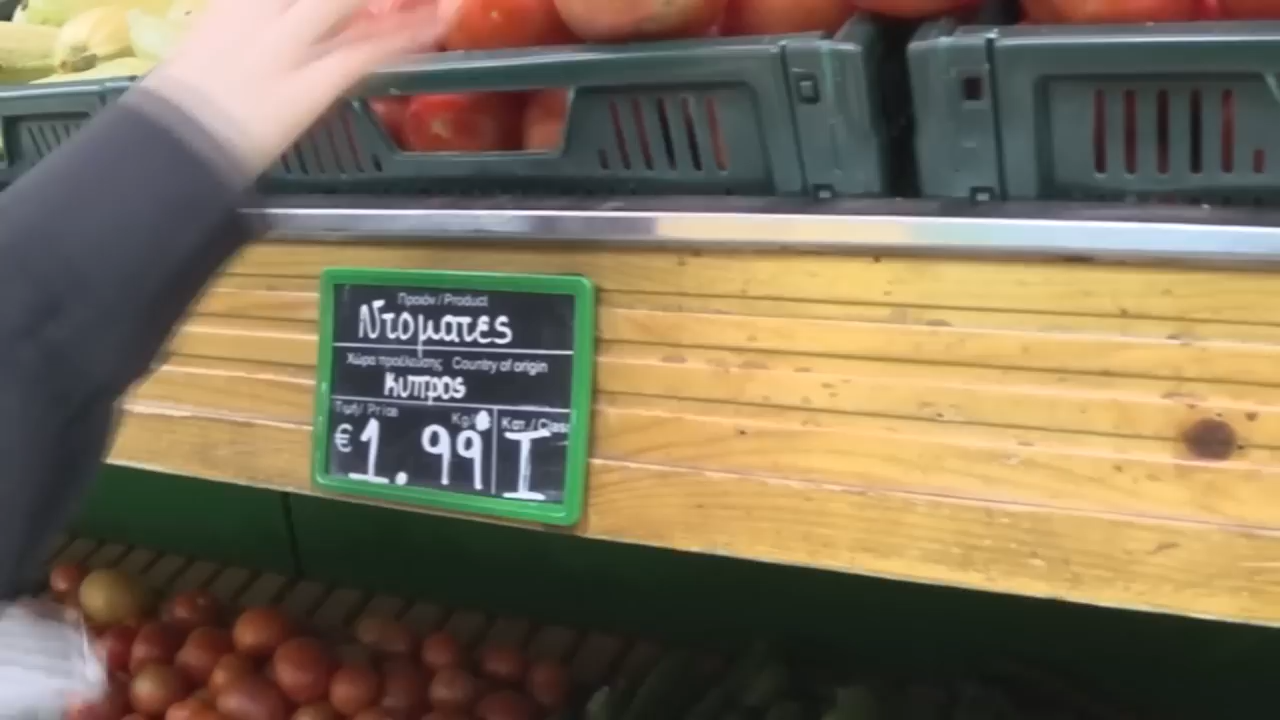 Προϊόν / Product
Ντοματες
Χώρα προέλευσης Country of origin
Κυπρος
Τιμή/ Price Kg/ Κατ./ Class
€1.99 I